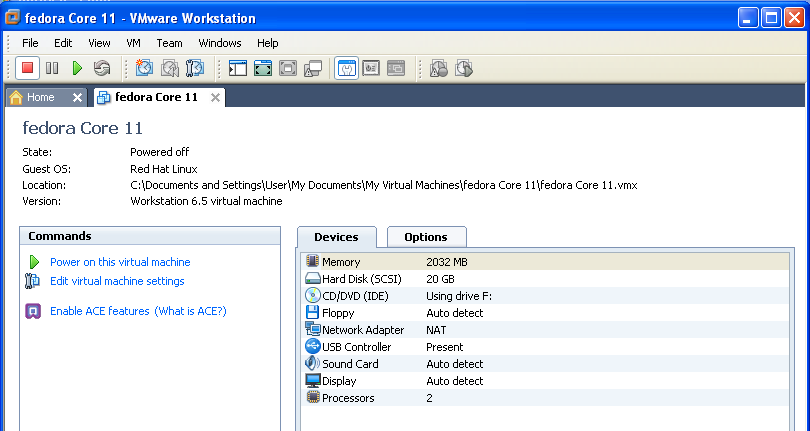 fedora Core 11 - VMware Workstation
File Edit View VM Team Windows Help
Home fedora Core 11
fedora Core 11
State: Powered off
Guest OS: Red Hat Linux
Location: C:\Documents and Settings\User\My Documents\My Virtual Machines\fedora Core 11\fedora Core 11.vmx
Version: Workstation 6.5 virtual machine
Commands
Power on this virtual machine
Edit virtual machine settings
Enable ACE features (What is ACE?)
Devices Options
Memory 2032 MB
Hard Disk (SCSI) 20 GB
CD/DVD (IDE) Using drive F:
Floppy Auto detect
Network Adapter NAT
USB Controller Present
Sound Card Auto detect
Display Auto detect
Processors 2